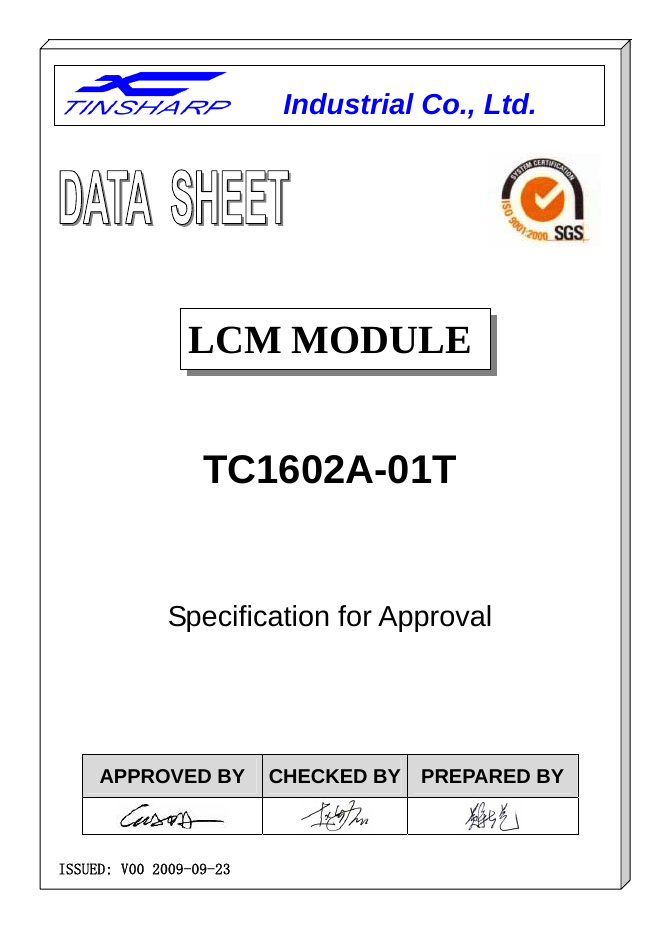 TINSHARP Industrial Co., Ltd.
DATA SHEET
SYSTEM CERTIFICATION
ISO 9001:2000
SGS
LCM MODULE
TC1602A-01T
Specification for Approval
APPROVED BY CHECKED BY PREPARED BY
ISSUED: V00 2009-09-23